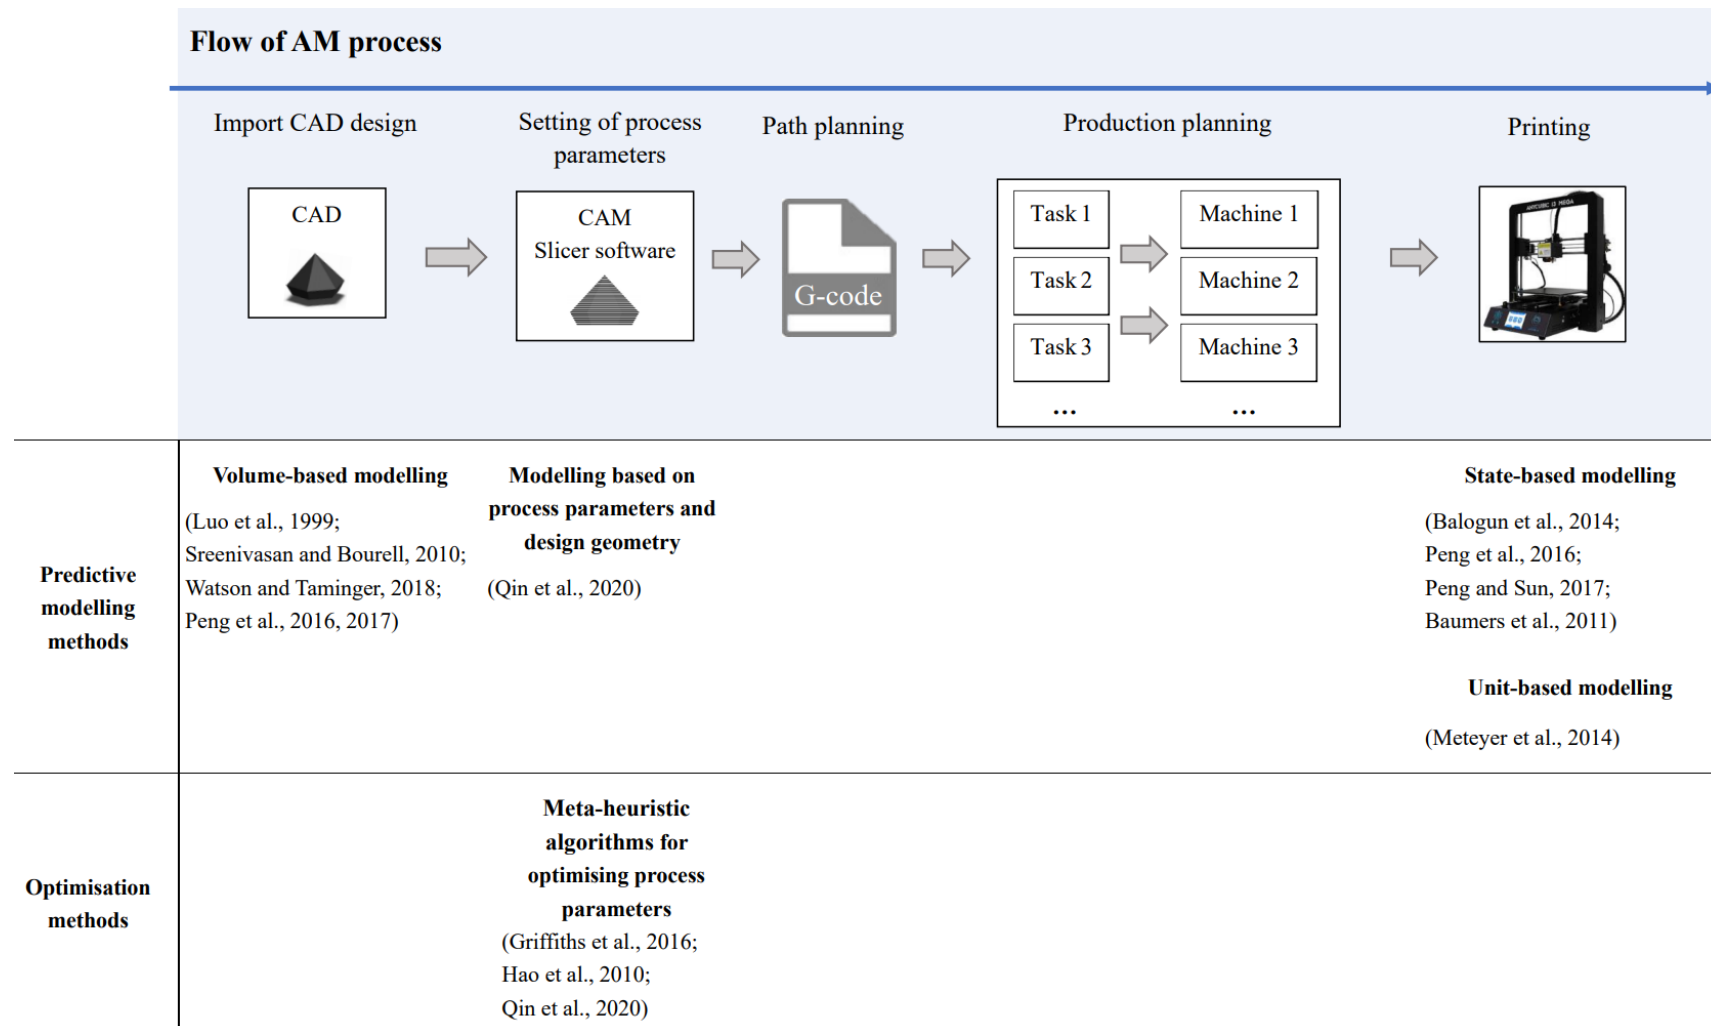 Flow of AM process
Import CAD design
Setting of process
parameters
Path planning
Production planning
Printing
CAD
CAM
Slicer software
G-code
Task 1
Machine 1
Task 2
Machine 2
Task 3
Machine 3
...
...
ANYCUBIC I3 MEGA
Predictive
modelling
methods
Volume-based modelling
(Luo et al., 1999;
Sreenivasan and Bourell, 2010;
Watson and Taminger, 2018;
Peng et al., 2016, 2017)
Modelling based on
process parameters and
design geometry
(Qin et al., 2020)
State-based modelling
(Balogun et al., 2014;
Peng et al., 2016;
Peng and Sun, 2017;
Baumers et al., 2011)
Unit-based modelling
(Meteyer et al., 2014)
Optimisation
methods
Meta-heuristic
algorithms for
optimising process
parameters
(Griffiths et al., 2016;
Hao et al., 2010;
Qin et al., 2020)